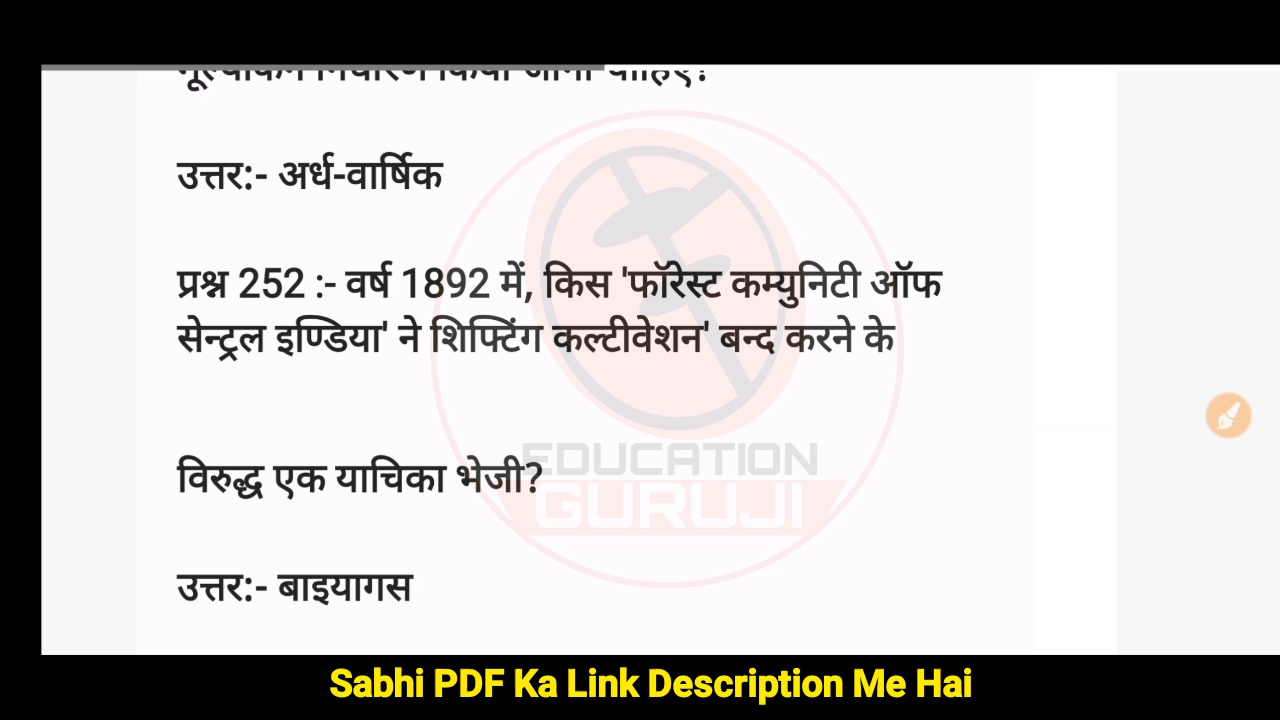 उत्तर:- अर्ध-वार्षिक
प्रश्न 252 :- वर्ष 1892 में, किस 'फॉरेस्ट कम्युनिटी ऑफ
सेन्ट्रल इण्डिया' ने शिफ्टिंग कल्टीवेशन' बन्द करने के
विरुद्ध एक याचिका भेजी?
EDUCATION
GURUJI
उत्तर:- बाइयागस
Sabhi PDF Ka Link Description Me Hai